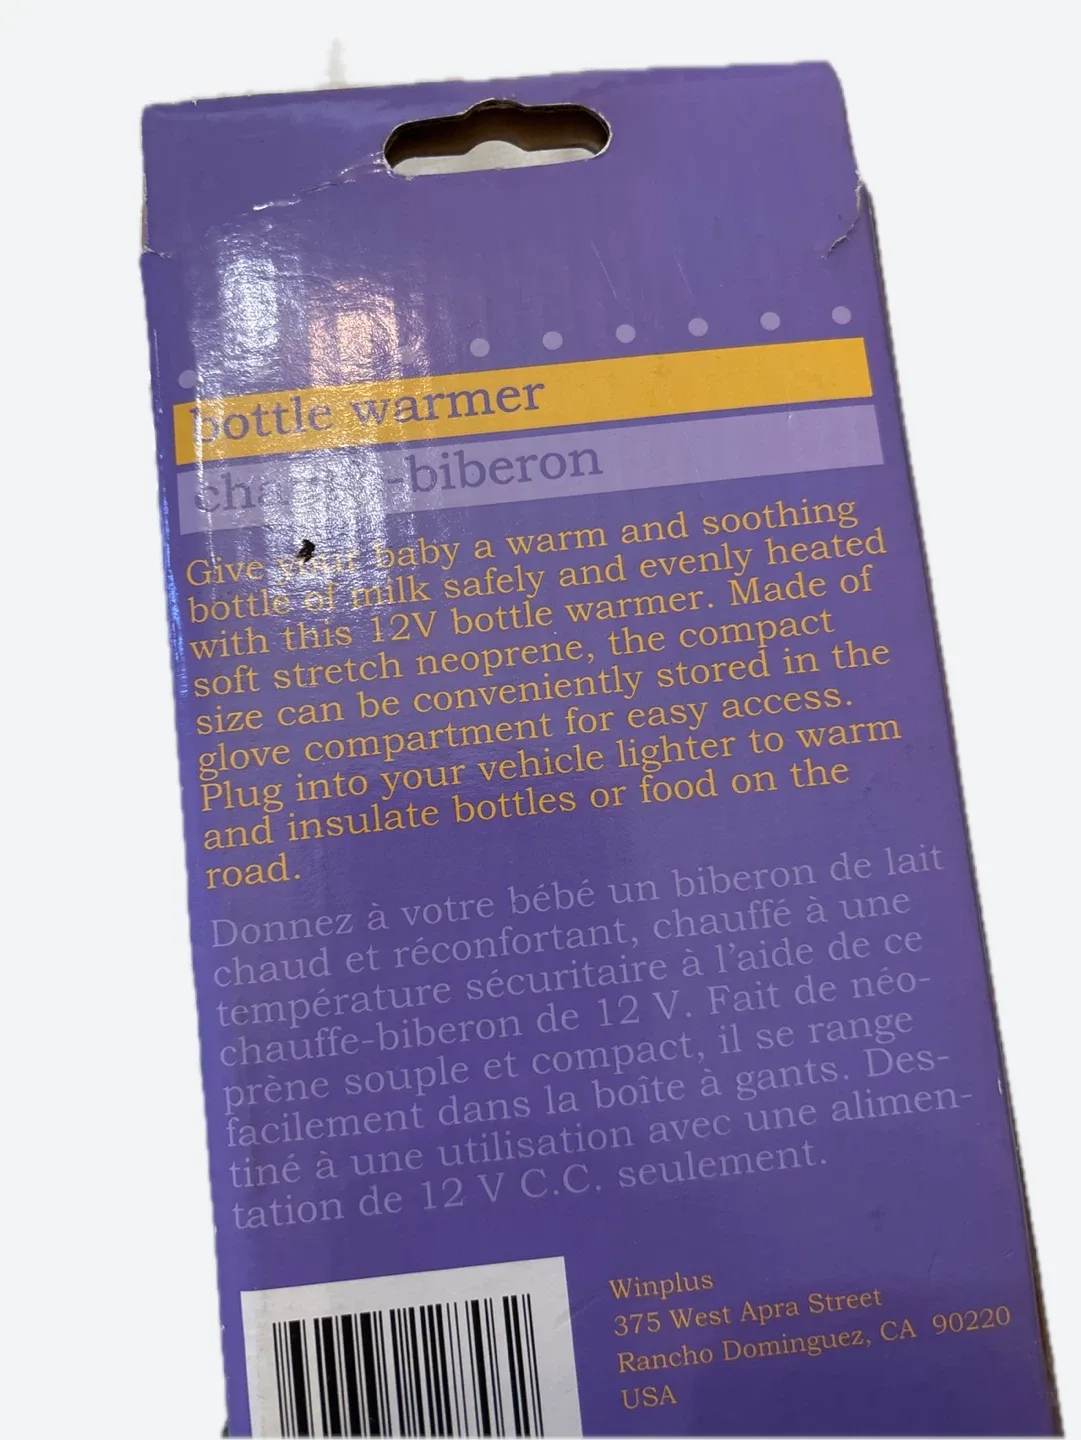 bottle warmer
chauffe-biberon
Give your baby a warm and soothing
bottle of milk safely and evenly heated
with this 12V bottle warmer. Made of
soft stretch neoprene, the compact
size can be conveniently stored in the
glove compartment for easy access.
Plug into your vehicle lighter to warm
and insulate bottles or food on the
road.
Donnez à votre bébé un biberon de lait
chaud et réconfortant, chauffé à une
température sécuritaire à l'aide de ce
chauffe-biberon de 12 V. Fait de néo-
prène souple et compact, il se range
facilement dans la boîte à gants. Des-
tiné à une utilisation avec une alimen-
tation de 12 V C.C. seulement.
Winplus
375 West Apra Street
Rancho Dominguez, CA 90220
USA